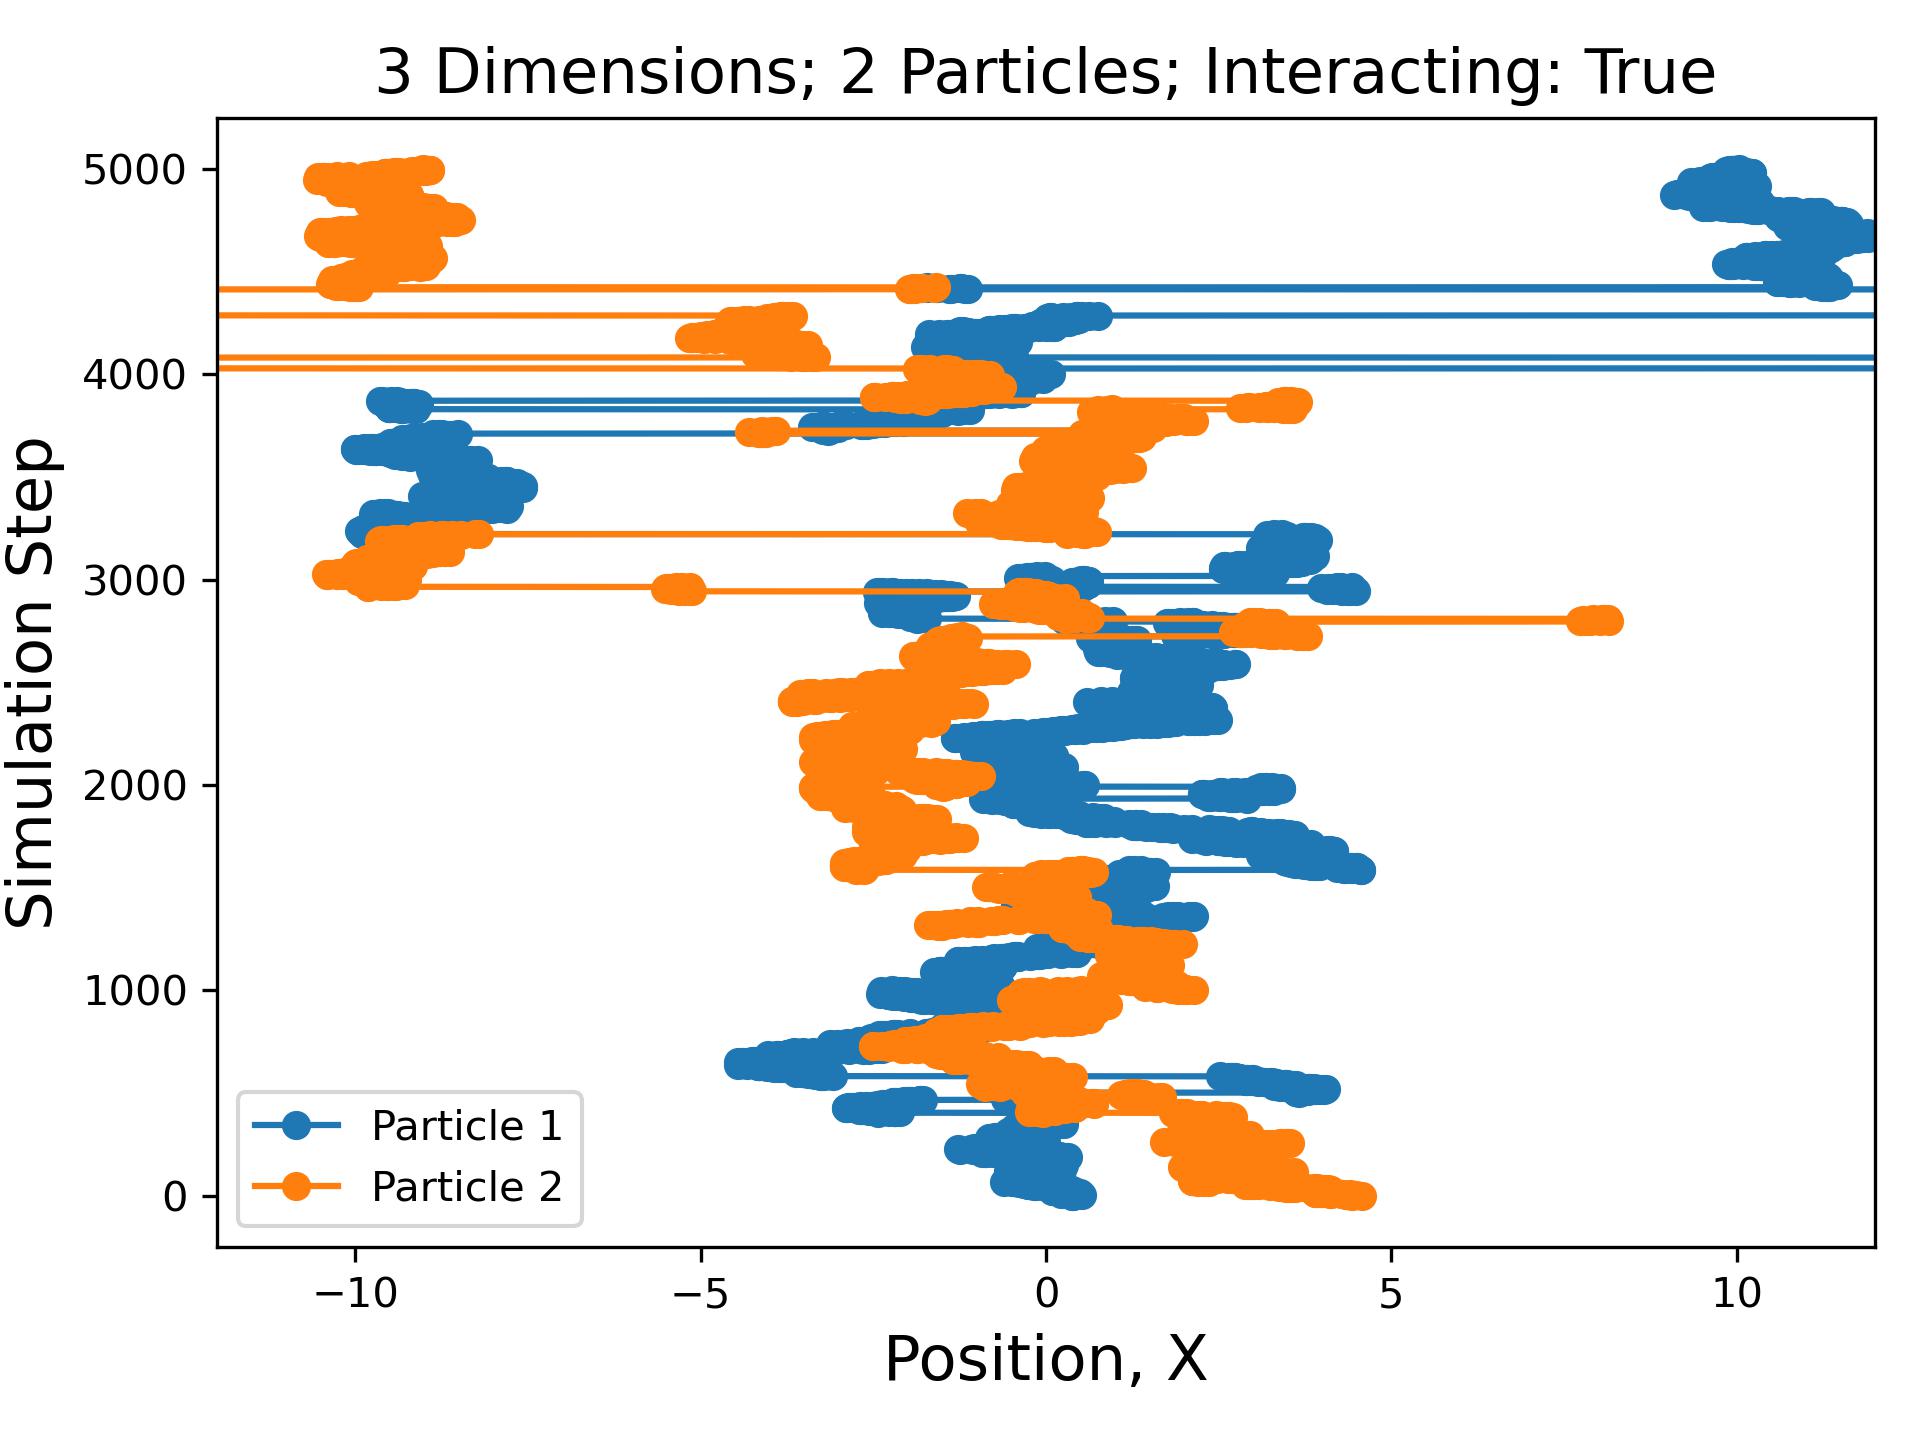 3 Dimensions; 2 Particles; Interacting: True
Simulation Step
5000
4000
3000
2000
1000
0
Particle 1
Particle 2
−10
−5
0
5
10
Position, X